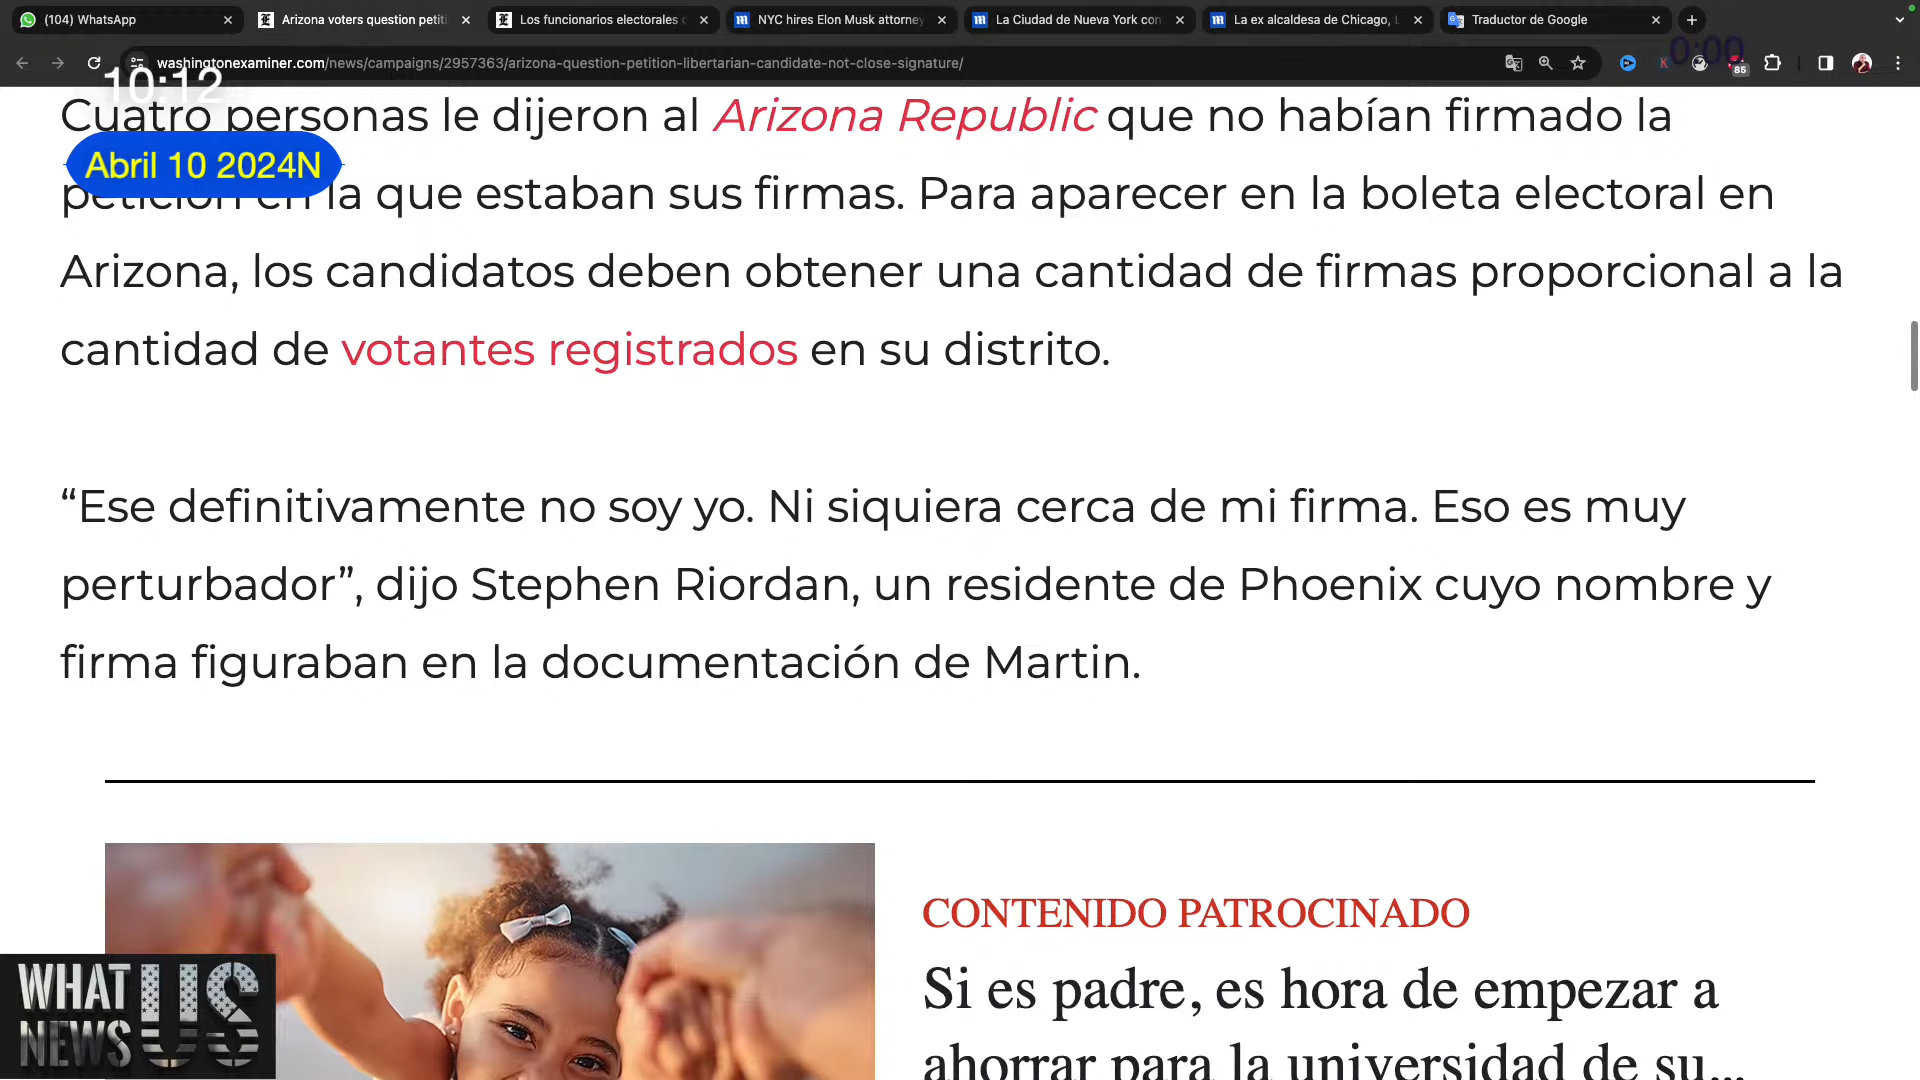 (104) WhatsApp
Arizona voters question petiti
Los funcionarios electorales
NYC hires Elon Musk attorney
La Ciudad de Nueva York con
La ex alcaldesa de Chicago, L
Traductor de Google
washingtonexaminer.com/news/campaigns/2957363/arizona-question-petition-libertarian-candidate-not-close-signature/
0:00
85
10:12
Cuatro personas le dijeron al Arizona Republic que no habían firmado la
Abril 10 2024N
petición en la que estaban sus firmas. Para aparecer en la boleta electoral en
Arizona, los candidatos deben obtener una cantidad de firmas proporcional a la
cantidad de votantes registrados en su distrito.
“Ese definitivamente no soy yo. Ni siquiera cerca de mi firma. Eso es muy
perturbador”, dijo Stephen Riordan, un residente de Phoenix cuyo nombre y
firma figuraban en la documentación de Martin.
CONTENIDO PATROCINADO
Si es padre, es hora de empezar a
ahorrar para la universidad de su...
WHAT
NEWS
US